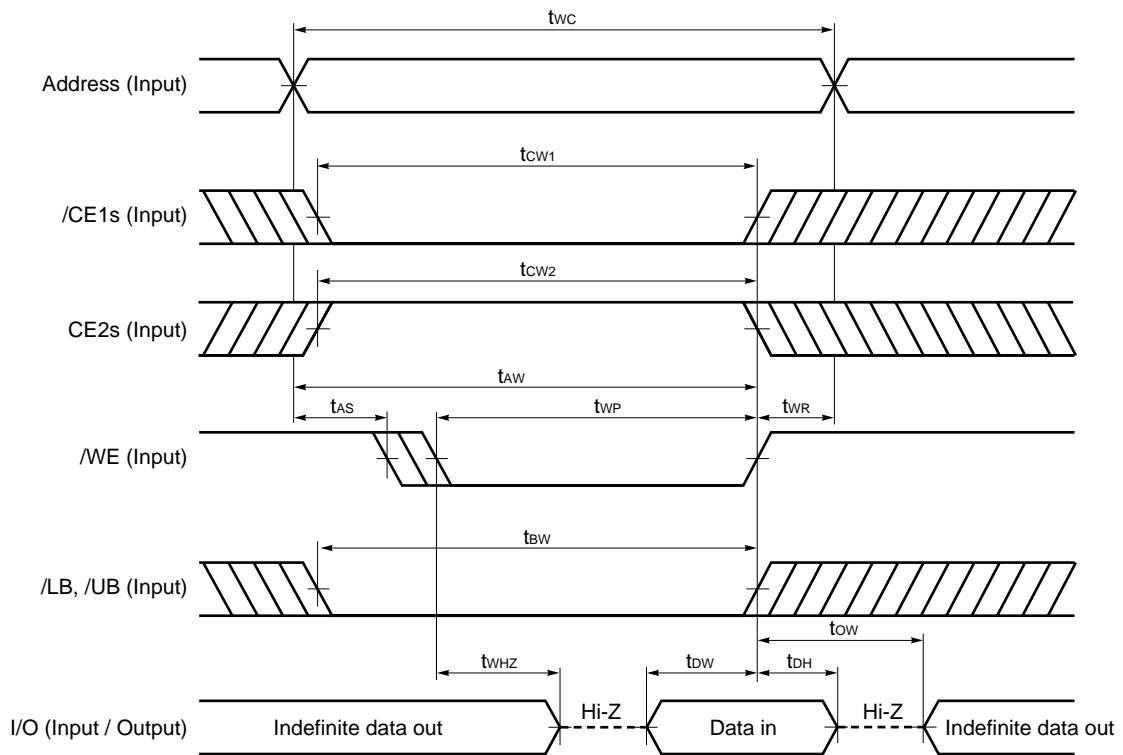 tWC
Address (Input)
tCW1
/CE1s (Input)
tCW2
CE2s (Input)
tAW
tAS
tWP
tWR
/WE (Input)
tBW
/LB, /UB (Input)
tOW
tWHZ
tDW
tDH
I/O (Input / Output)
Indefinite data out
Hi-Z
Data in
Hi-Z
Indefinite data out